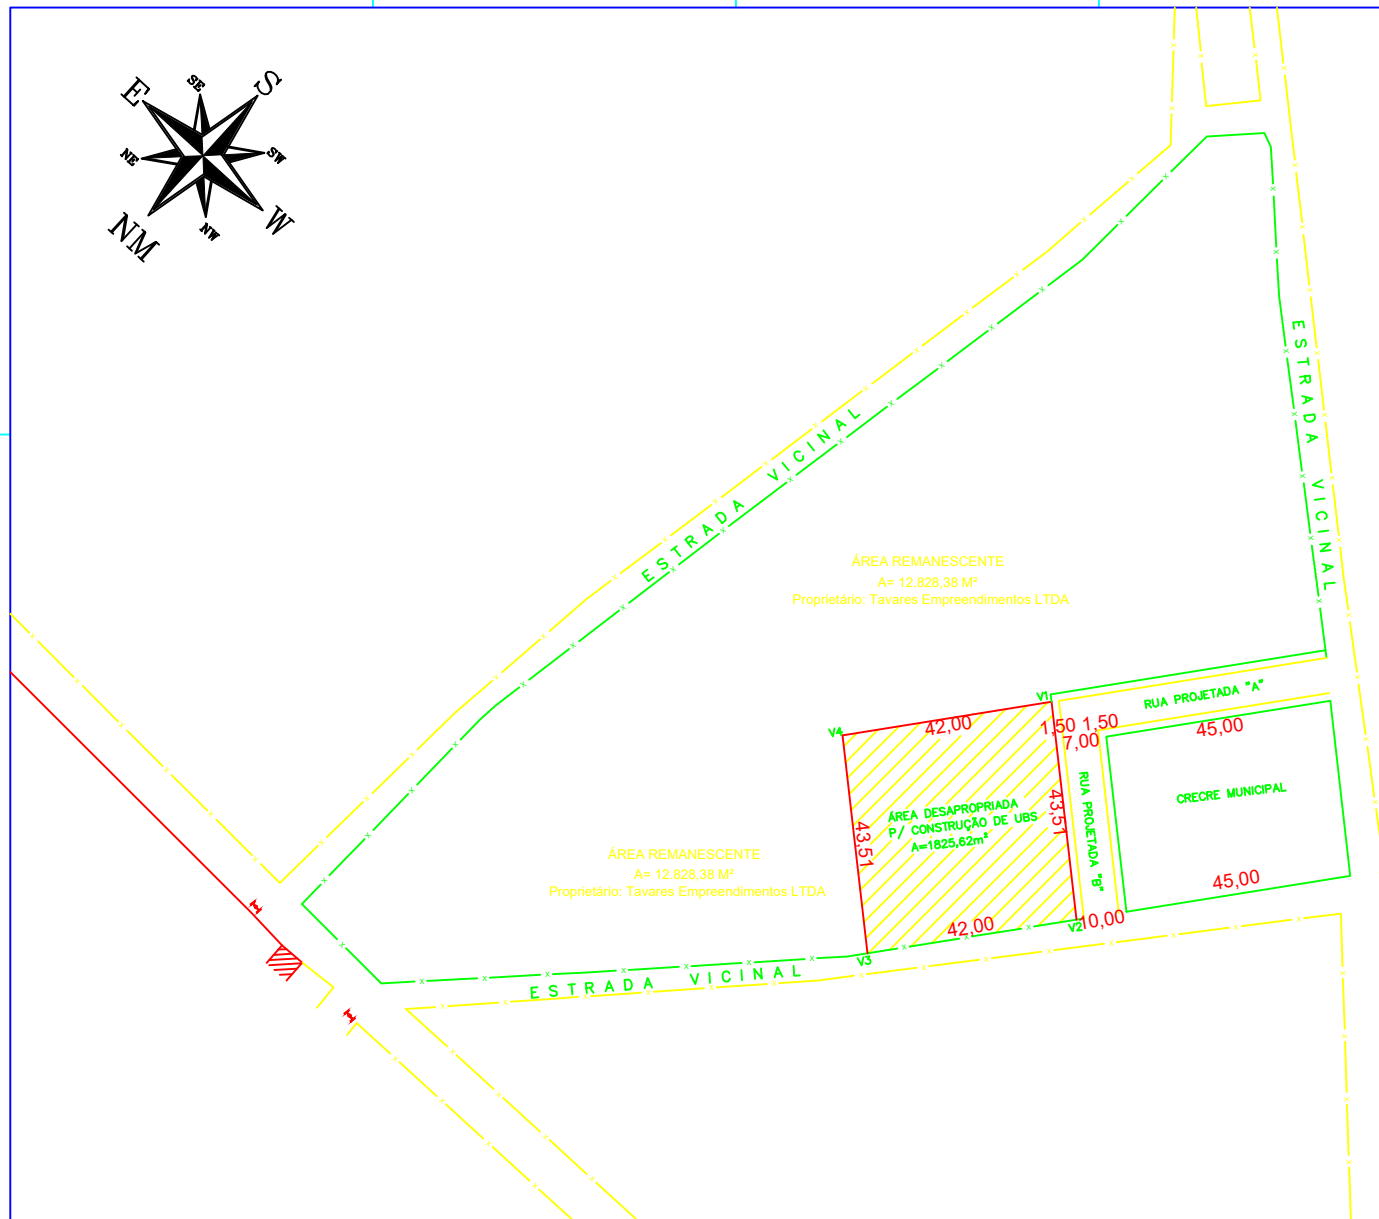 E
SE
S
NE
SW
NM
NW
W
ESTRADA VICINAL
ESTRADA VICINAL
ÁREA REMANESCENTE
A= 12.828,38 M²
Proprietário: Tavares Empreendimentos LTDA
V1
RUA PROJETADA "A"
V4
42,00
1,50 1,50
7,00
45,00
CRECRE MUNICIPAL
RUA PROJETADA "B"
43,51
ÁREA DESAPROPRIADA
P/ CONSTRUÇÃO DE UBS
A=1825,62m²
43,51
ÁREA REMANESCENTE
A= 12.828,38 M²
Proprietário: Tavares Empreendimentos LTDA
45,00
42,00
V2
10,00
V3
ESTRADA VICINAL